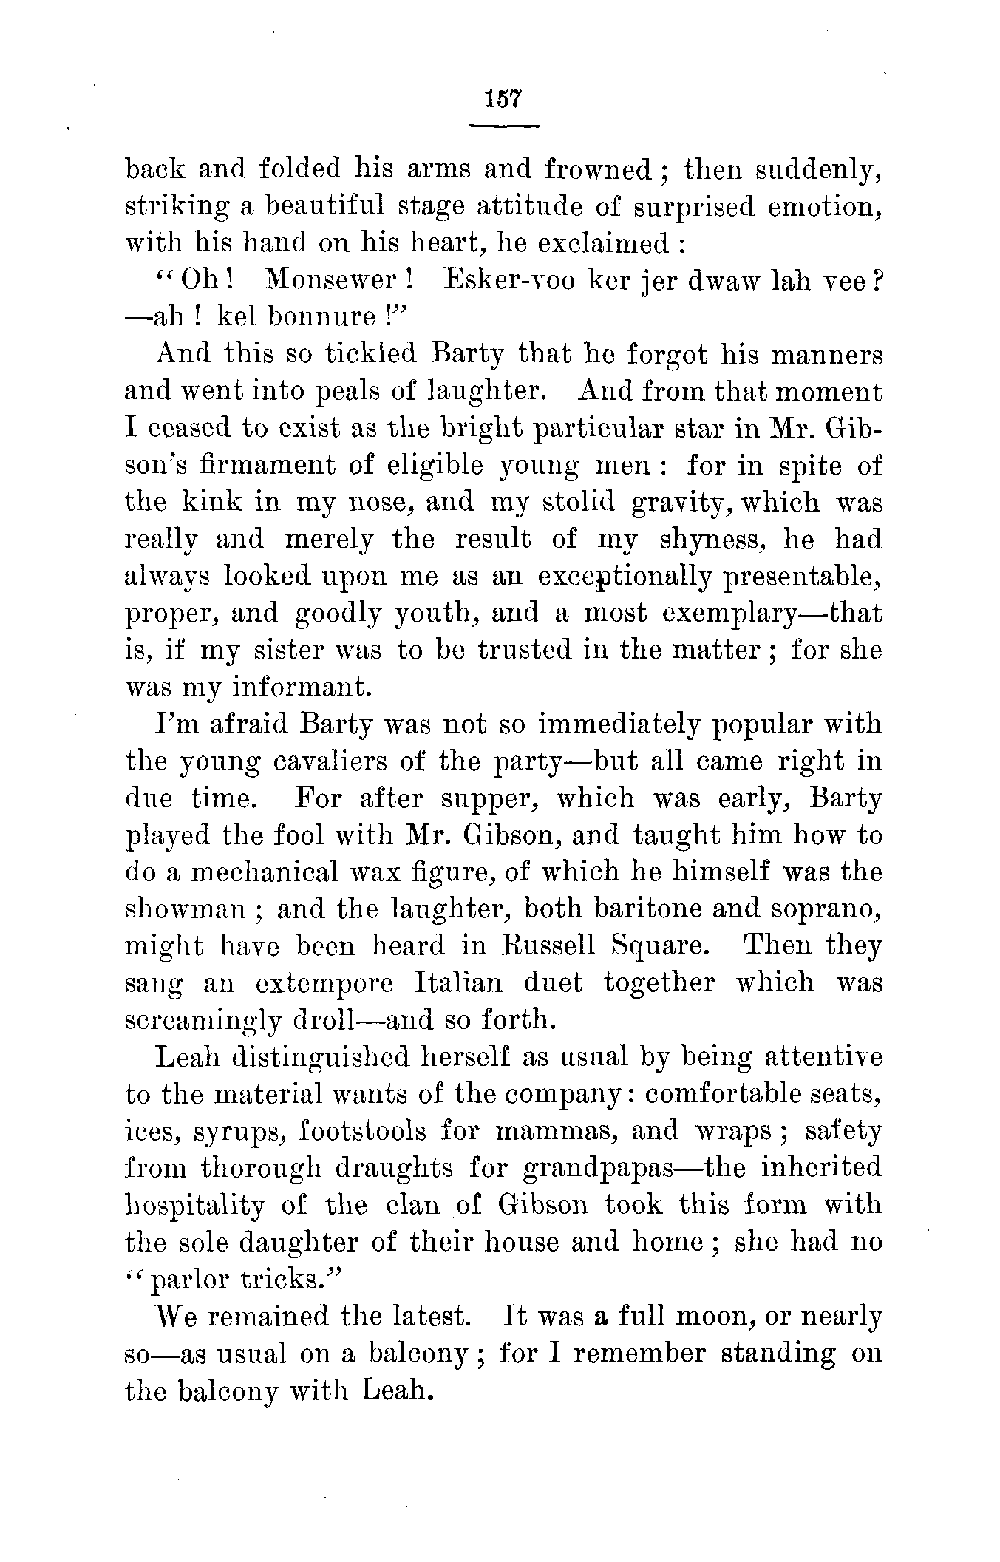 157
back and folded his arms and frowned; then suddenly,
striking a beautiful stage attitude of surprised emotion,
with his hand on his heart, he exclaimed:
“Oh! Monsewer! Esker-voo ker jer dwaw lah vee?
—ah! kel bonnure!”
And this so tickled Barty that he forgot his manners
and went into peals of laughter. And from that moment
I ceased to exist as the bright particular star in Mr. Gib-
son's firmament of eligible young men: for in spite of
the kink in my nose, and my stolid gravity, which was
really and merely the result of my shyness, he had
always looked upon me as an exceptionally presentable,
proper, and goodly youth, and a most exemplary—that
is, if my sister was to be trusted in the matter; for she
was my informant.
I'm afraid Barty was not so immediately popular with
the young cavaliers of the party—but all came right in
due time. For after supper, which was early, Barty
played the fool with Mr. Gibson, and taught him how to
do a mechanical wax figure, of which he himself was the
showman; and the laughter, both baritone and soprano,
might have been heard in Russell Square. Then they
sang an extempore Italian duet together which was
screamingly droll—and so forth.
Leah distinguished herself as usual by being attentive
to the material wants of the company: comfortable seats,
ices, syrups, footstools for mammas, and wraps; safety
from thorough draughts for grandpapas—the inherited
hospitality of the clan of Gibson took this form with
the sole daughter of their house and home; she had no
“parlor tricks.”
We remained the latest. It was a full moon, or nearly
so—as usual on a balcony; for I remember standing on
the balcony with Leah.